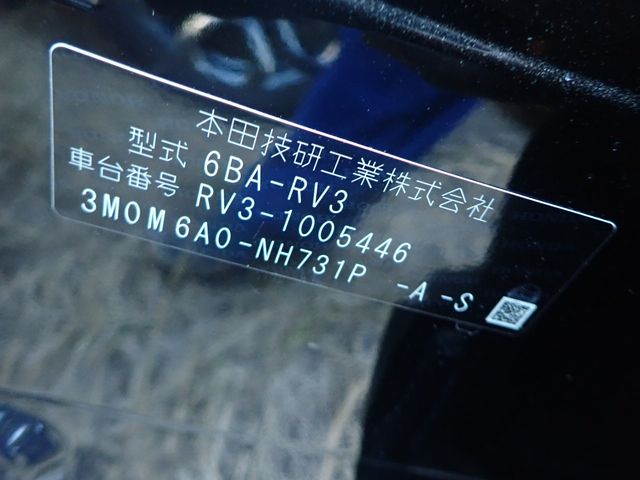 本田技研工業株式会社
型式 6BA-RV3
車台番号 RV3-1005446
3M0M6A0-NH731P -A -S